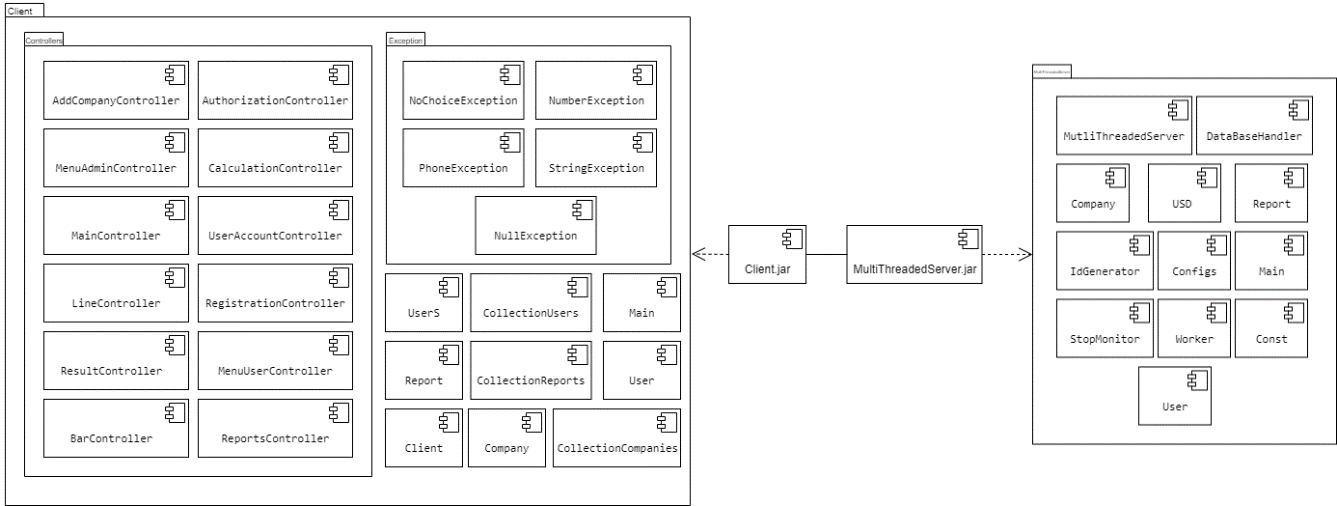 Client
Controllers
AddCompanyController
AuthorizationController
MenuAdminController
CalculationController
MainController
UserAccountController
LineController
RegistrationController
ResultController
MenuUserController
BarController
ReportsController
Exception
NoChoiceException
NumberException
PhoneException
StringException
NullException
UserS
CollectionUsers
Main
Report
CollectionReports
User
Client
Company
CollectionCompanies
Client.jar
MultiThreadedServer.jar
MultiThreadedServer
MutliThreadedServer
DataBaseHandler
Company
USD
Report
IdGenerator
Configs
Main
StopMonitor
Worker
Const
User